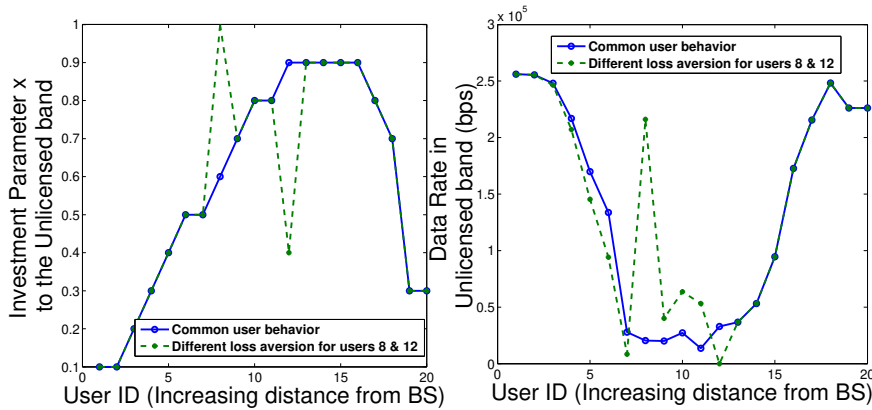 Investment Parameter x
to the Unlicensed band
1
0.9
0.8
0.7
0.6
0.5
0.4
0.3
0.2
0.1
0 5 10 15 20
Common user behavior
Different loss aversion for users 8 & 12
User ID (Increasing distance from BS)
Data Rate in
Unlicensed band (bps)
x 10^5
3
2.5
2
1.5
1
0.5
0
0 5 10 15 20
Common user behavior
Different loss aversion for users 8 & 12
User ID (Increasing distance from BS)